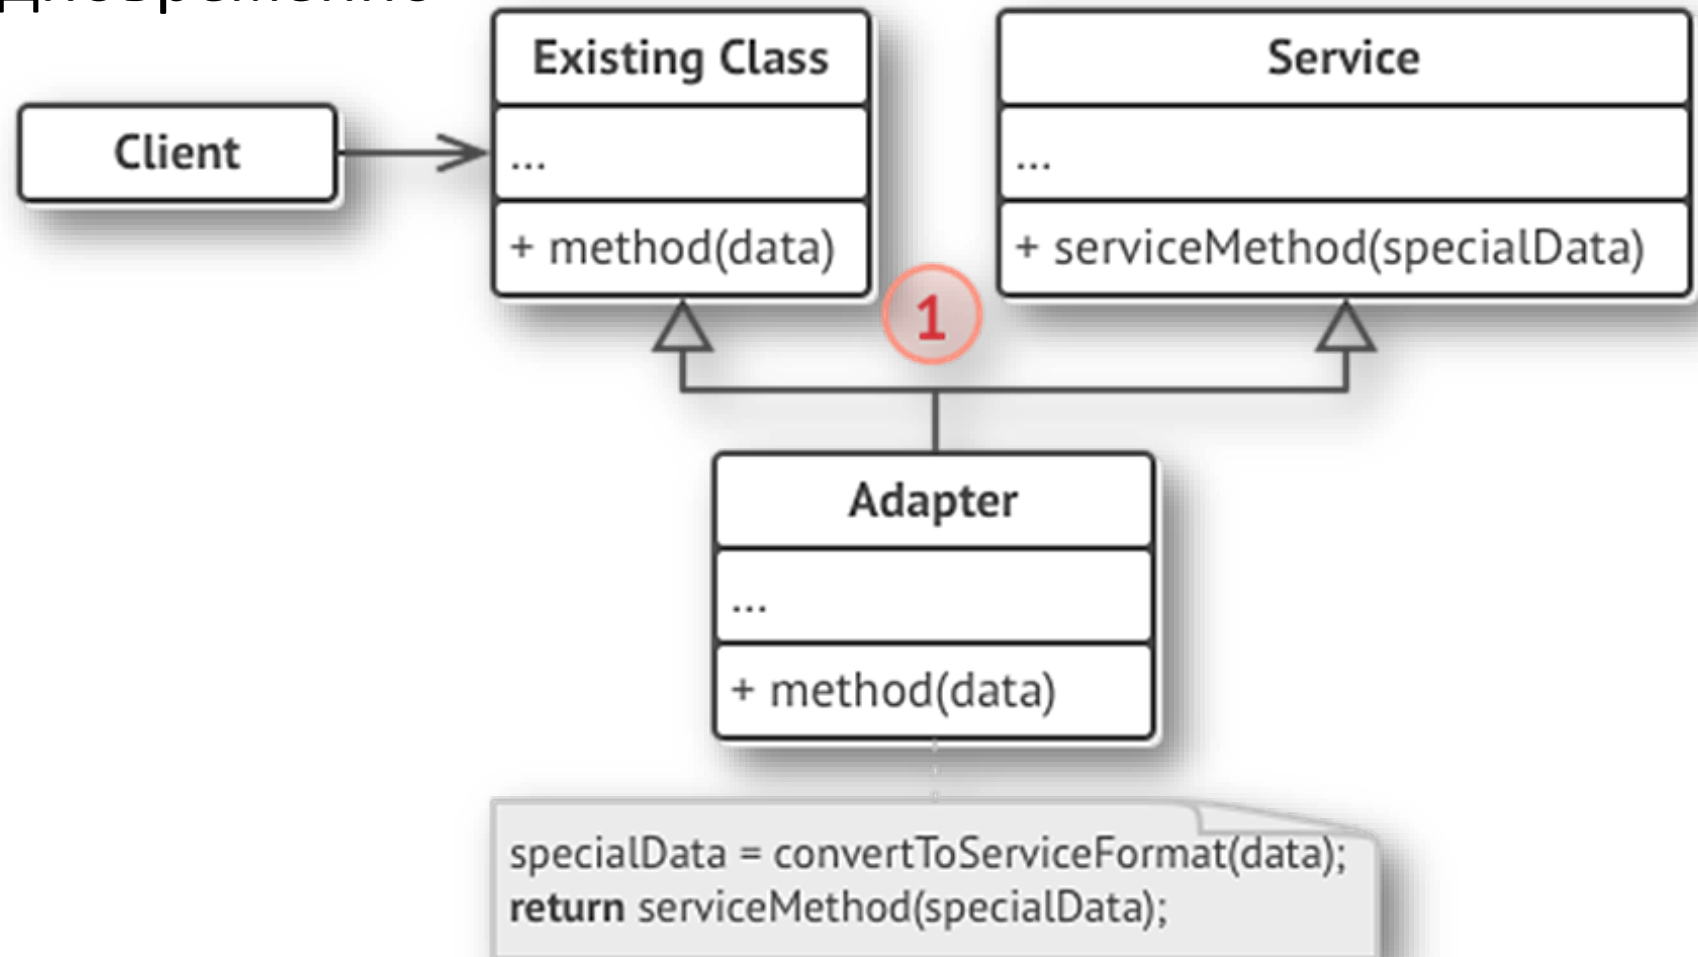 Existing Class
Service
Client
...
...
+ method(data)
+ serviceMethod(specialData)
1
Adapter
...
+ method(data)
specialData = convertToServiceFormat(data);
return serviceMethod(specialData);